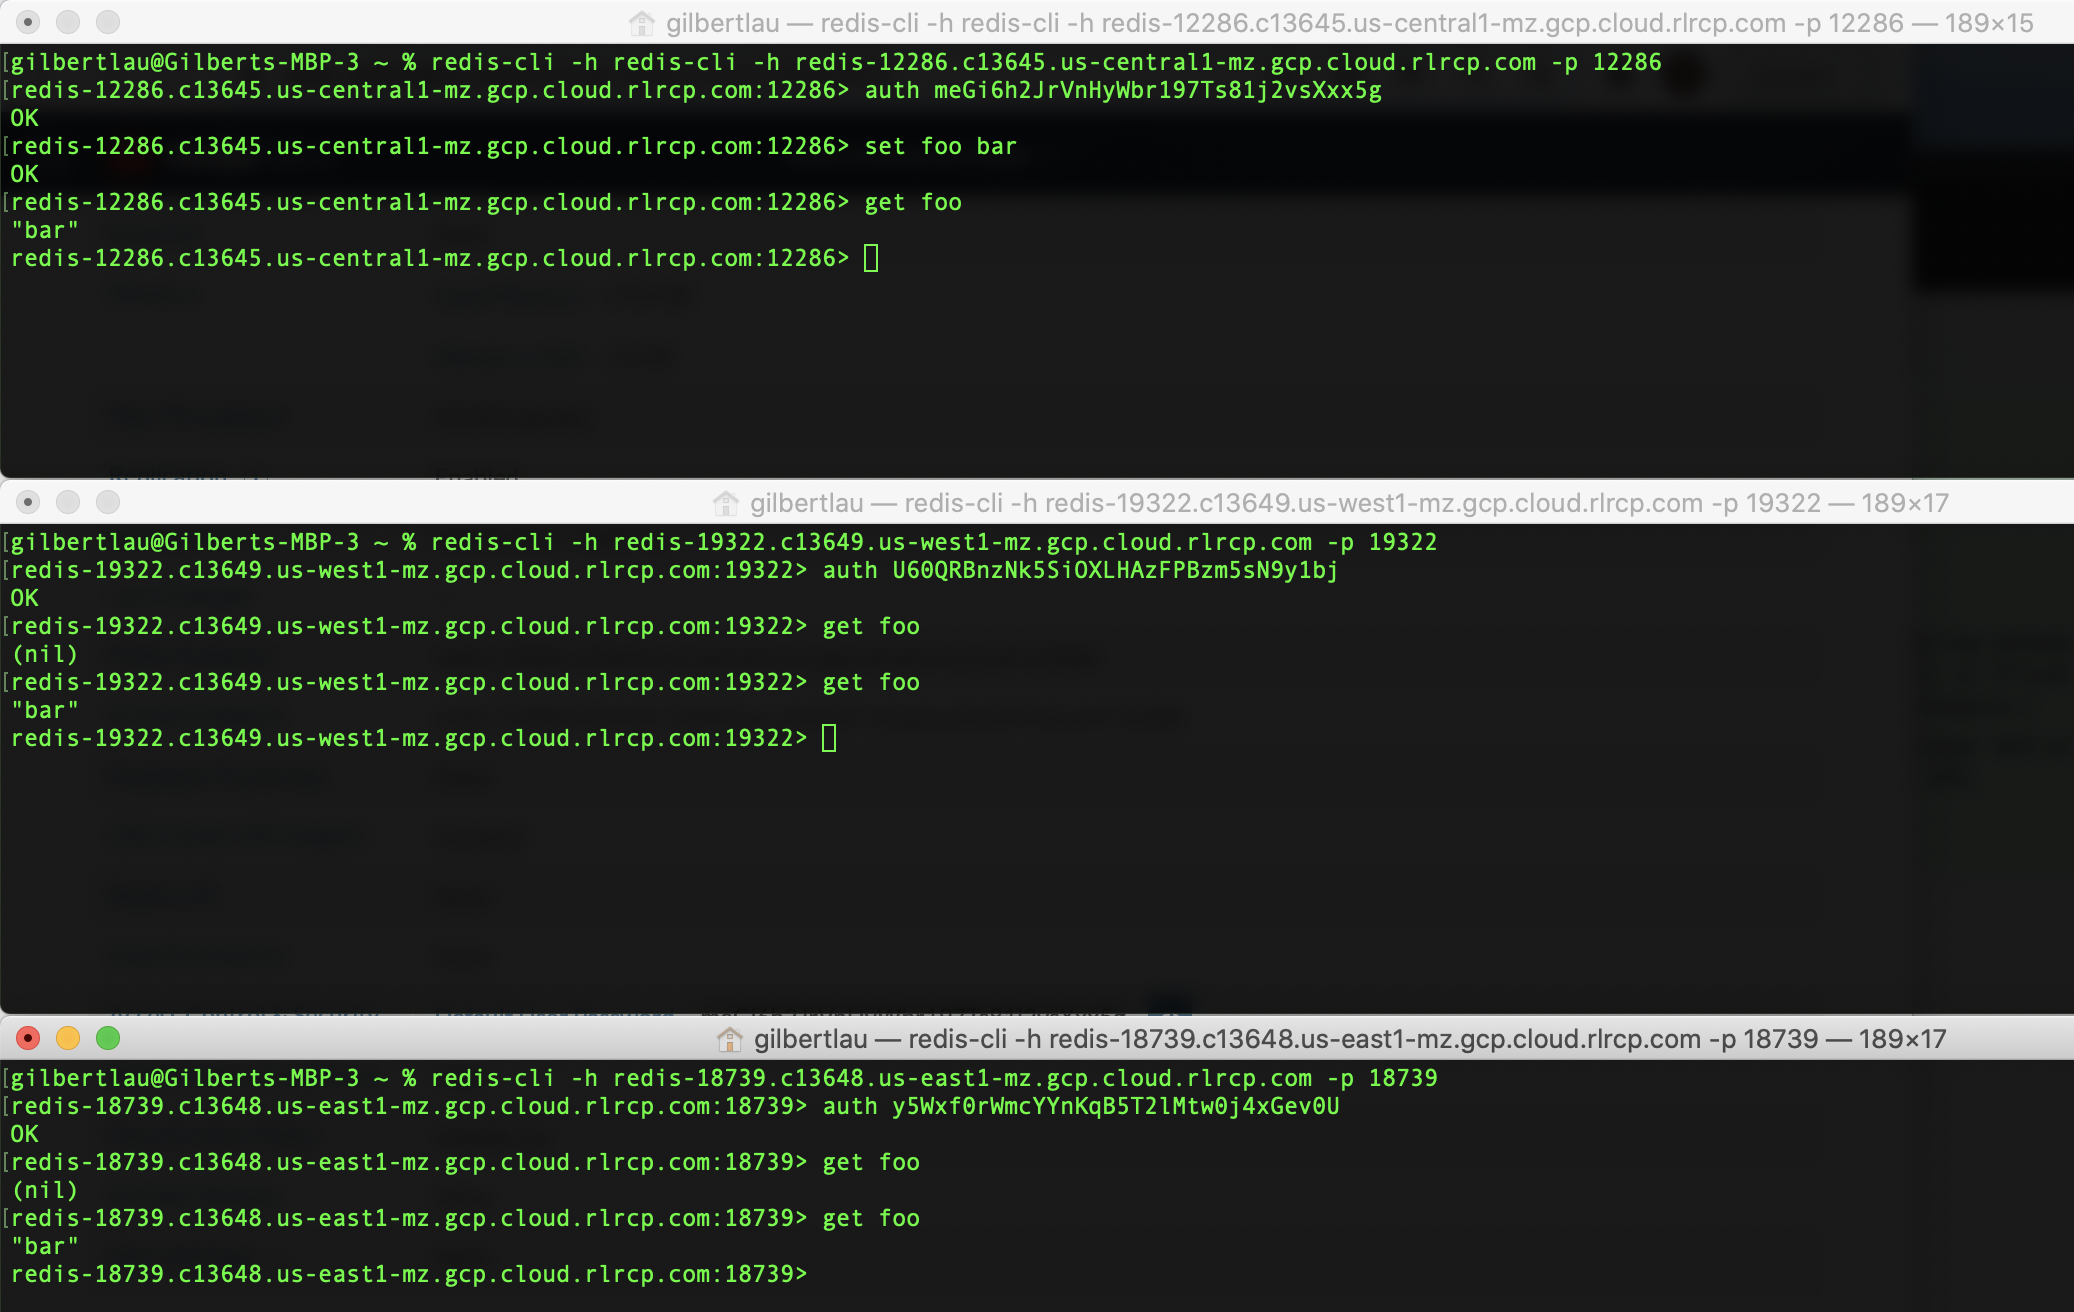 gilbertlau — redis-cli -h redis-cli -h redis-12286.c13645.us-central1-mz.gcp.cloud.rlrcp.com -p 12286 — 189×15
[gilbertlau@Gilberts-MBP-3 ~ % redis-cli -h redis-cli -h redis-12286.c13645.us-central1-mz.gcp.cloud.rlrcp.com -p 12286
[redis-12286.c13645.us-central1-mz.gcp.cloud.rlrcp.com:12286> auth meGi6h2JrVnHyWbr197Ts81j2vsXxx5g
OK
[redis-12286.c13645.us-central1-mz.gcp.cloud.rlrcp.com:12286> set foo bar
OK
[redis-12286.c13645.us-central1-mz.gcp.cloud.rlrcp.com:12286> get foo
"bar"
redis-12286.c13645.us-central1-mz.gcp.cloud.rlrcp.com:12286>
gilbertlau — redis-cli -h redis-19322.c13649.us-west1-mz.gcp.cloud.rlrcp.com -p 19322 — 189×17
[gilbertlau@Gilberts-MBP-3 ~ % redis-cli -h redis-19322.c13649.us-west1-mz.gcp.cloud.rlrcp.com -p 19322
[redis-19322.c13649.us-west1-mz.gcp.cloud.rlrcp.com:19322> auth U60QRBnzNk5SiOXLHAzFPBzm5sN9y1bj
OK
[redis-19322.c13649.us-west1-mz.gcp.cloud.rlrcp.com:19322> get foo
(nil)
[redis-19322.c13649.us-west1-mz.gcp.cloud.rlrcp.com:19322> get foo
"bar"
redis-19322.c13649.us-west1-mz.gcp.cloud.rlrcp.com:19322>
gilbertlau — redis-cli -h redis-18739.c13648.us-east1-mz.gcp.cloud.rlrcp.com -p 18739 — 189×17
[gilbertlau@Gilberts-MBP-3 ~ % redis-cli -h redis-18739.c13648.us-east1-mz.gcp.cloud.rlrcp.com -p 18739
[redis-18739.c13648.us-east1-mz.gcp.cloud.rlrcp.com:18739> auth y5Wxf0rWmcYYnKqB5T2lMtw0j4xGev0U
OK
[redis-18739.c13648.us-east1-mz.gcp.cloud.rlrcp.com:18739> get foo
(nil)
[redis-18739.c13648.us-east1-mz.gcp.cloud.rlrcp.com:18739> get foo
"bar"
redis-18739.c13648.us-east1-mz.gcp.cloud.rlrcp.com:18739>